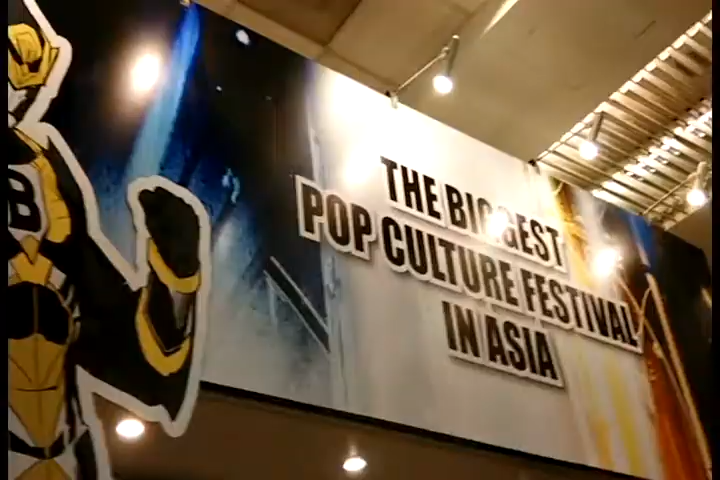 THE BIGGEST
POP CULTURE FESTIVAL
IN ASIA
B